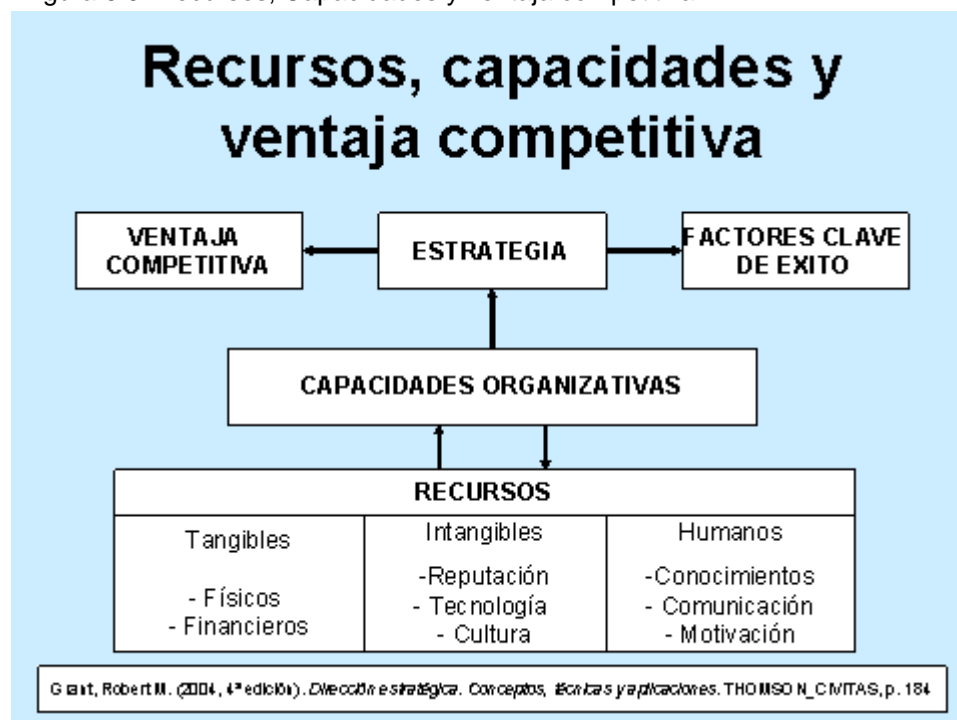 Recursos, capacidades y
ventaja competitiva
VENTAJA
COMPETITIVA
ESTRATEGIA
FACTORES CLAVE
DE EXITO
CAPACIDADES ORGANIZATIVAS
RECURSOS
Tangibles
- Físicos
- Financieros
Intangibles
-Reputación
- Tecnología
- Cultura
Humanos
-Conocimientos
- Comunicación
- Motivación
Grant, Robert M. (2004, 4ª edición). Dirección estratégica. Conceptos, técnicas y aplicaciones. THOMSON_CIVITAS, p. 184